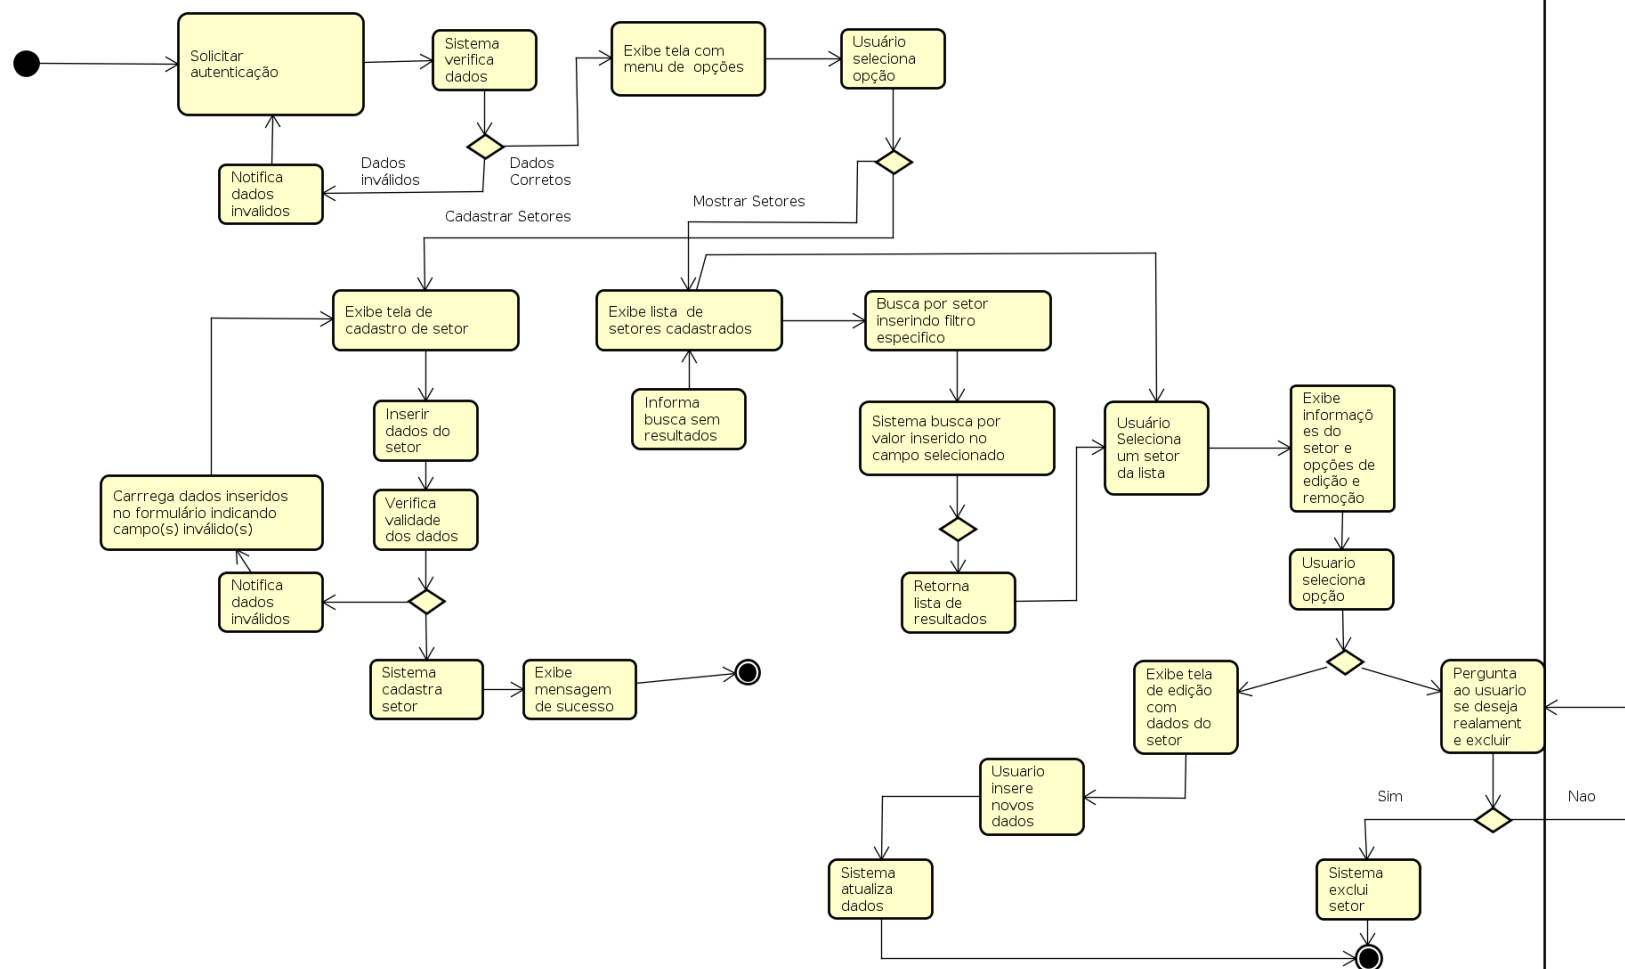 Solicitar
autenticação
Sistema
verifica
dados
Exibe tela com
menu de  opções
Usuário
seleciona
opção
Notifica
dados
invalidos
Dados
inválidos
Dados
Corretos
Mostrar Setores
Cadastrar Setores
Exibe tela de
cadastro de setor
Exibe lista  de
setores cadastrados
Busca por setor
inserindo filtro
especifico
Informa
busca sem
resultados
Inserir
dados do
setor
Sistema busca por
valor inserido no
campo selecionado
Usuário
Seleciona
um setor
da lista
Exibe
informaçõ
es do
setor e
opções de
edição e
remoção
Carrrega dados inseridos
no formulário indicando
campo(s) inválido(s)
Verifica
validade
dos dados
Notifica
dados
inválidos
Retorna
lista de
resultados
Usuario
seleciona
opção
Sistema
cadastra
setor
Exibe
mensagem
de sucesso
Exibe tela
de edição
com
dados do
setor
Pergunta
ao usuario
se deseja
realament
e excluir
Usuario
insere
novos
dados
Sim
Nao
Sistema
atualiza
dados
Sistema
exclui
setor